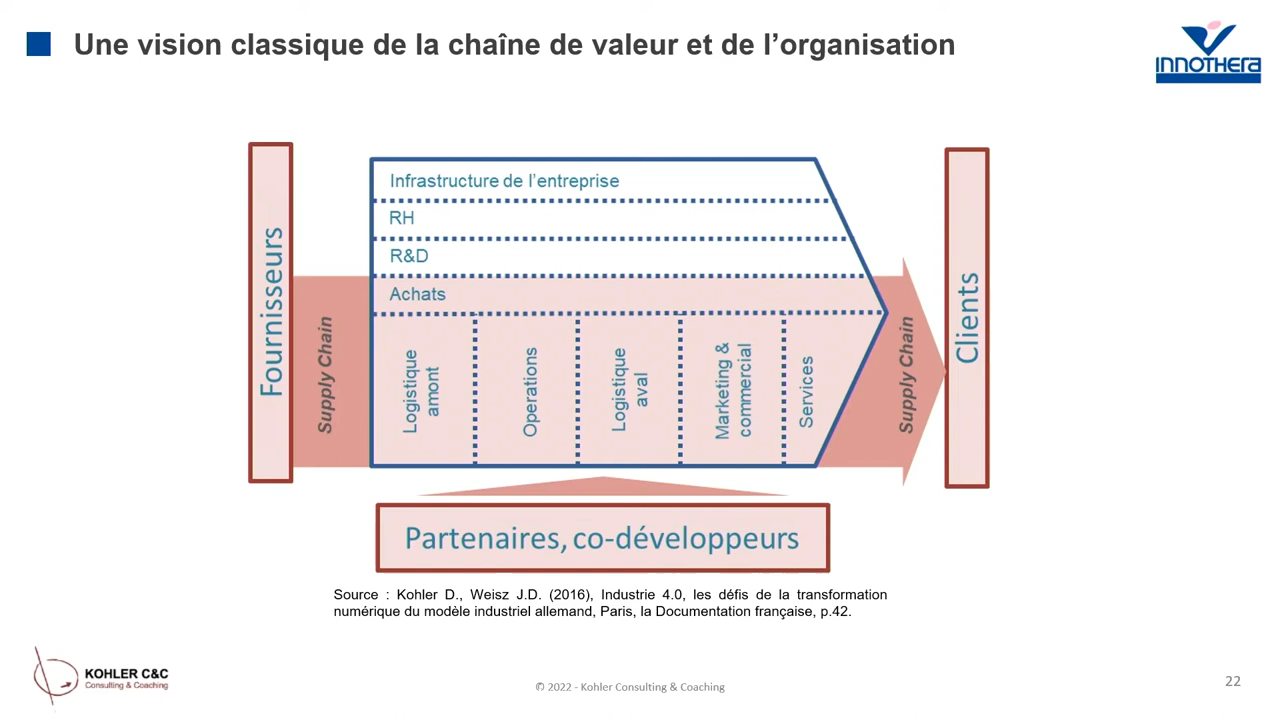 Une vision classique de la chaîne de valeur et de l’organisation
INNOTHERA
Fournisseurs
Supply Chain
Infrastructure de l’entreprise
RH
R&D
Achats
Logistique
amont
Operations
Logistique
aval
Marketing &
commercial
Services
Supply Chain
Clients
Partenaires, co-développeurs
Source : Kohler D., Weisz J.D. (2016), Industrie 4.0, les défis de la transformation
numérique du modèle industriel allemand, Paris, la Documentation française, p.42.
KOHLER C&C
Consulting & Coaching
© 2022 - Kohler Consulting & Coaching
22